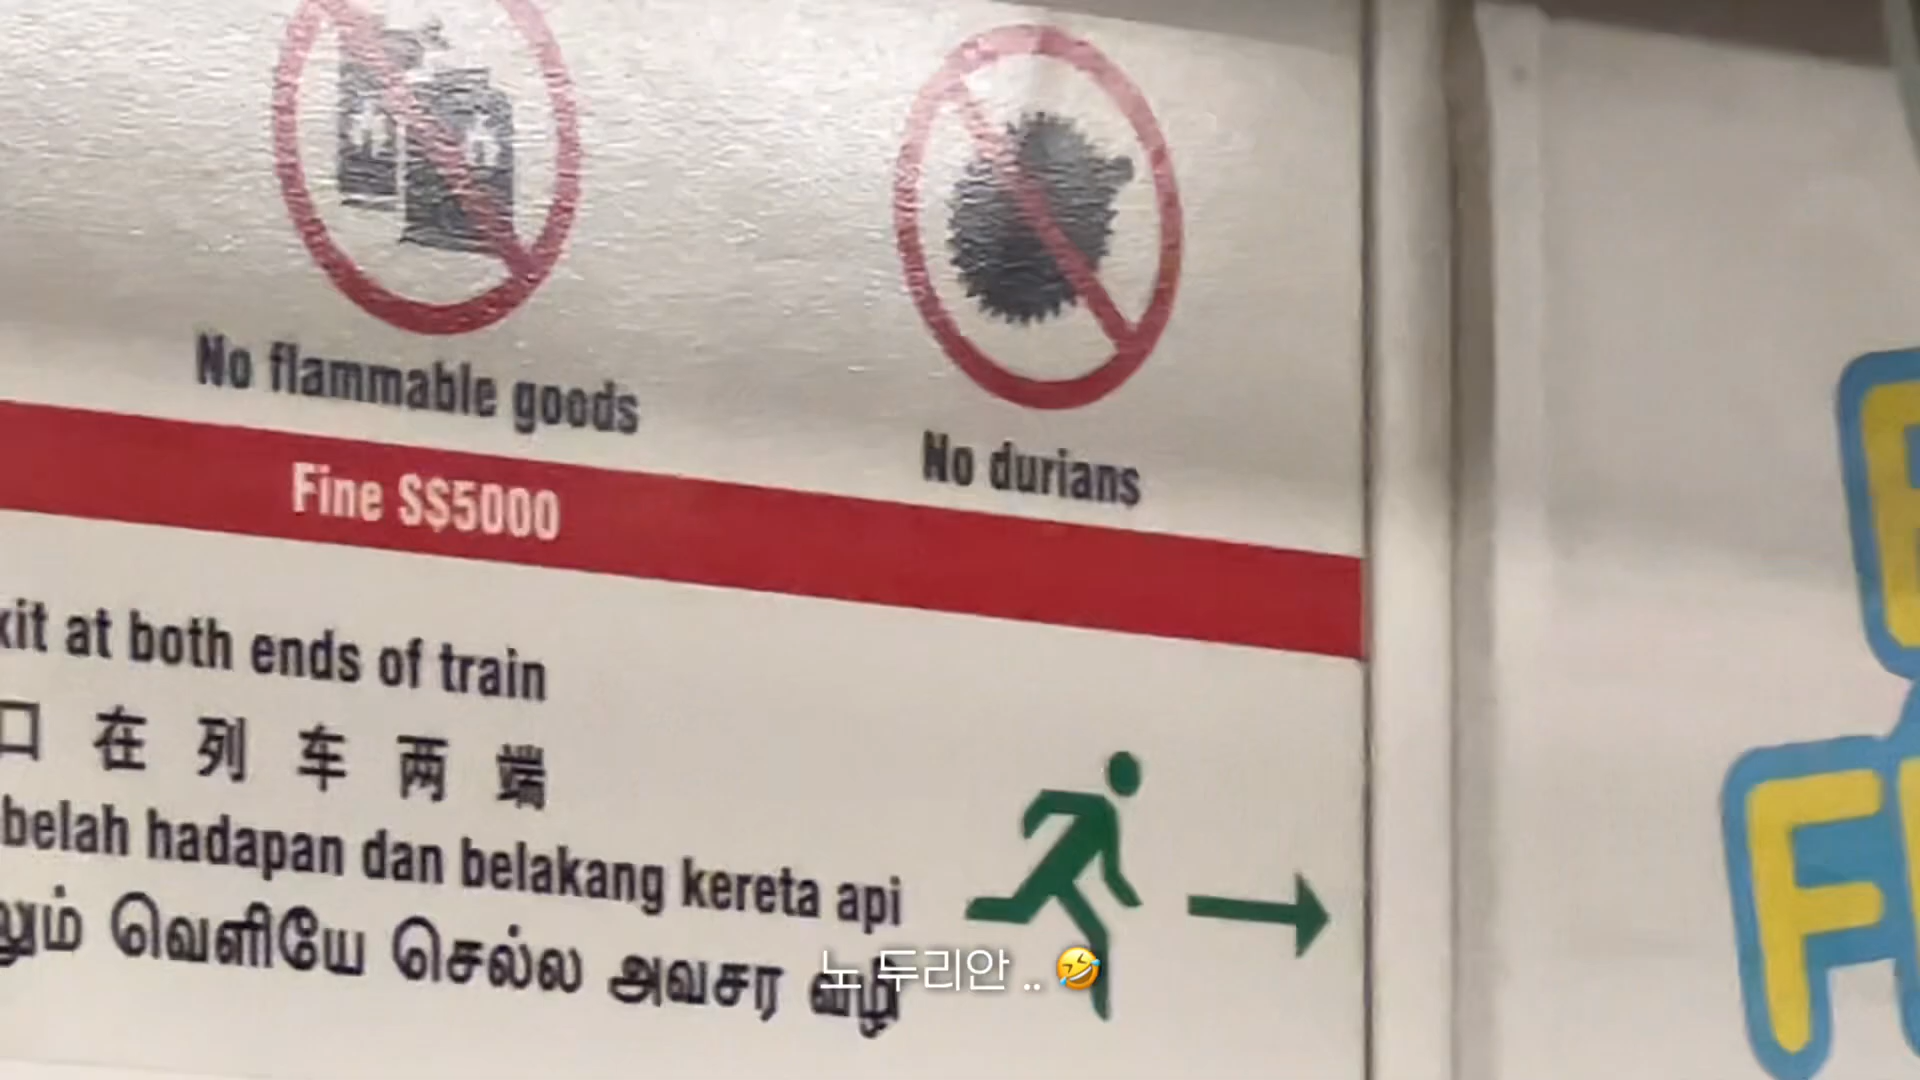 No flammable goods
No durians
Fine S$5000
at both ends of train
口 在 列 车 两 端
belah hadapan dan belakang kereta api
வெளியே செல்ல அவசர வழி
노 두리안 .. 🤣
F